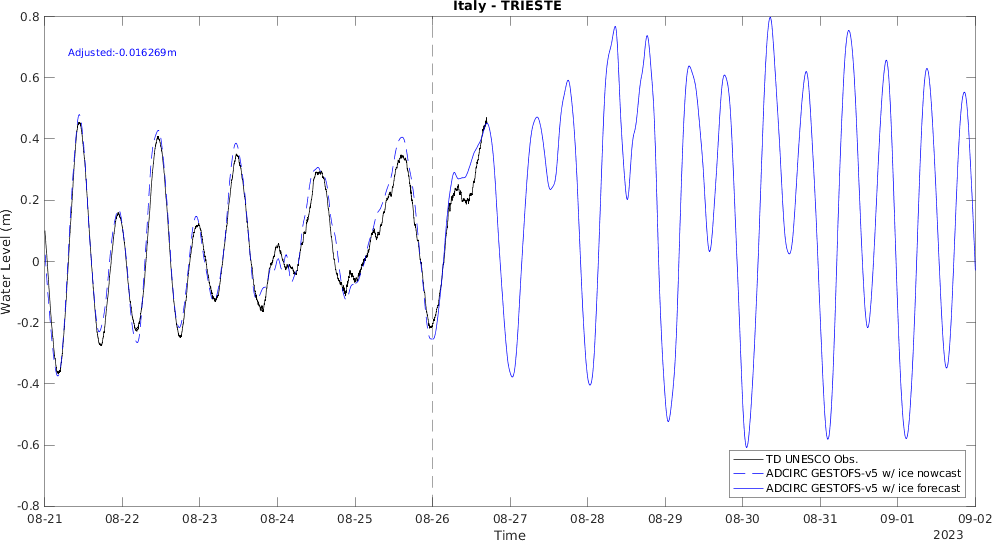 Italy - TRIESTE
Adjusted:-0.016269m
Water Level (m)
0.8
0.6
0.4
0.2
0
-0.2
-0.4
-0.6
-0.8
TD UNESCO Obs.
ADCIRC GESTOFS-v5 w/ ice nowcast
ADCIRC GESTOFS-v5 w/ ice forecast
08-21 08-22 08-23 08-24 08-25 08-26 08-27 08-28 08-29 08-30 08-31 09-01 09-02
Time
2023